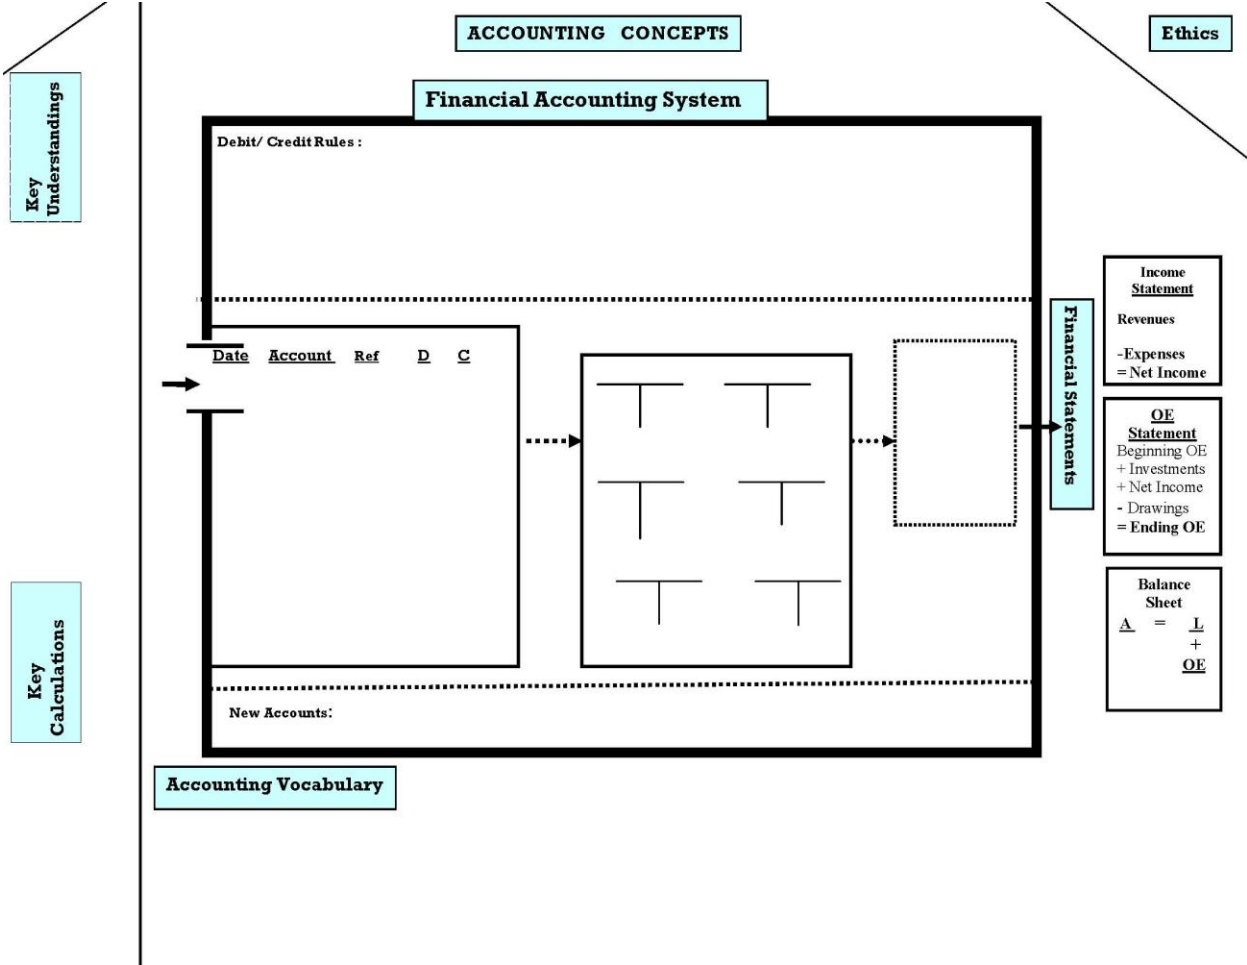 ACCOUNTING CONCEPTS
Ethics
Key
Understandings
Financial Accounting System
Debit/ Credit Rules :
Date Account Ref D C
Financial Statements
Income
Statement
Revenues
-Expenses
= Net Income
OE
Statement
Beginning OE
+ Investments
+ Net Income
- Drawings
= Ending OE
Balance
Sheet
A = L
+
OE
Key
Calculations
New Accounts:
Accounting Vocabulary